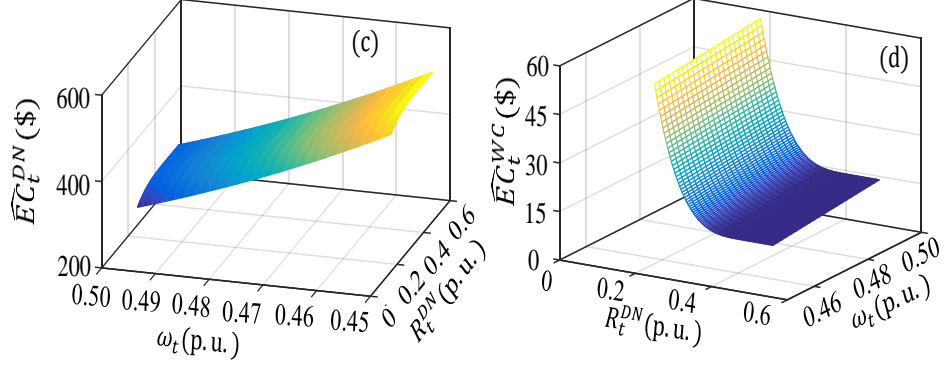 (c)
600
400
200
\widehat{EC}_t^{DN} ($)
0.50 0.49 0.48 0.47 0.46 0.45
ω_t(p.u.)
0 0.2 0.4 0.6
R_t^{DN}(p.u.)
(d)
60
45
30
15
0
\widehat{EC}_t^{WC} ($)
0 0.2 0.4 0.6
R_t^{DN}(p.u.)
0.46 0.48 0.50
ω_t(p.u.)